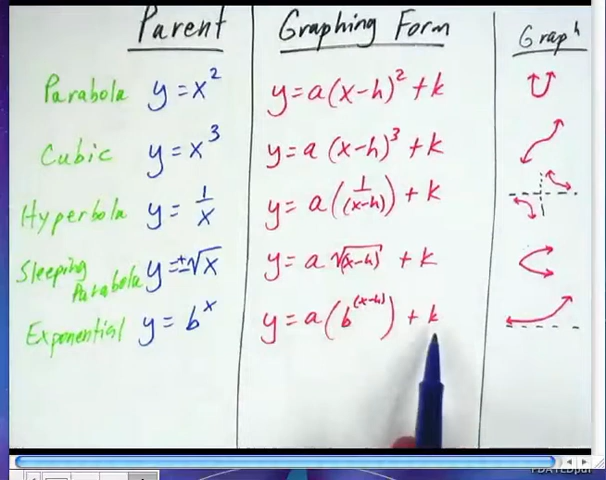 Parent Graphing Form Graph
Parabola y = x² y = a(x-h)² + k
Cubic y = x³ y = a(x-h)³ + k
Hyperbola y = 1/x y = a(1/(x-h)) + k
Sleeping Parabola y = ±√x y = a√(x-h) + k
Exponential y = b^x y = a(b^(x-h)) + k